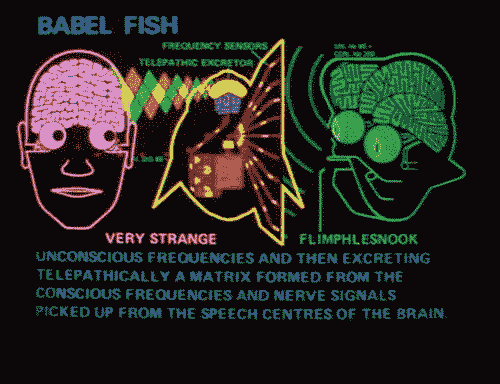 BABEL FISH
FREQUENCY SENSORS
TELEPATHIC EXCRETOR
VERY STRANGE
FLIMPHLESNOOK
UNCONSCIOUS FREQUENCIES AND THEN EXCRETING
TELEPATHICALLY A MATRIX FORMED FROM THE
CONSCIOUS FREQUENCIES AND NERVE SIGNALS
PICKED UP FROM THE SPEECH CENTRES OF THE BRAIN.